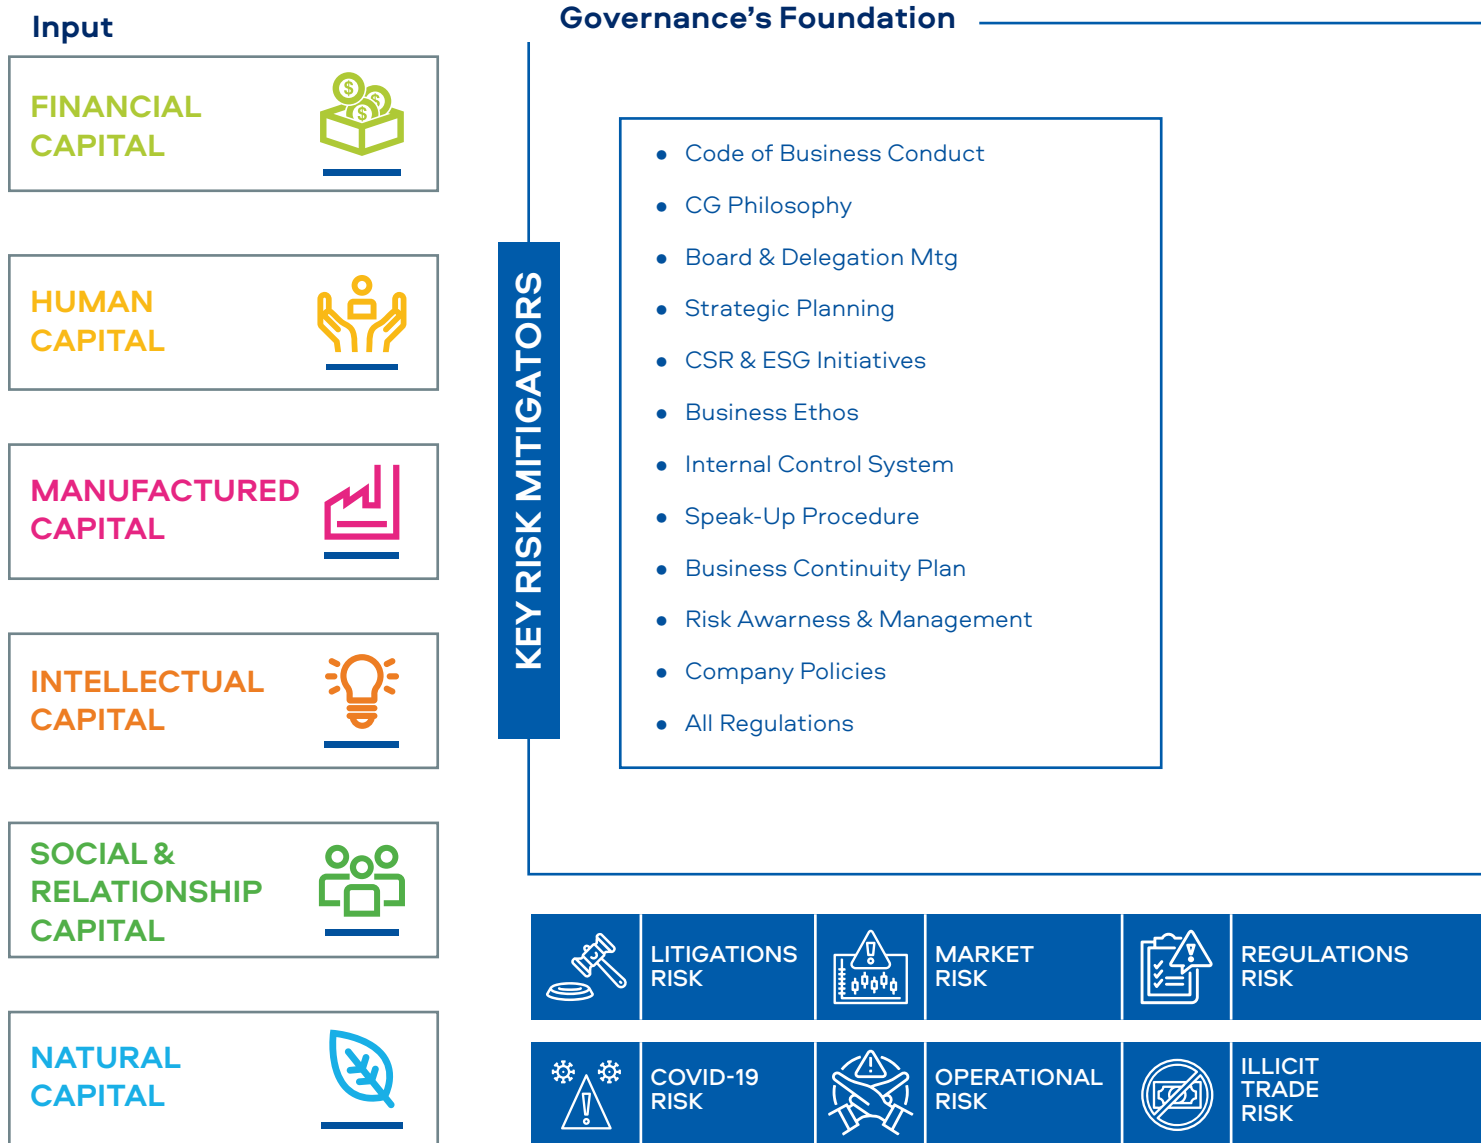 Input
FINANCIAL
CAPITAL
HUMAN
CAPITAL
MANUFACTURED
CAPITAL
INTELLECTUAL
CAPITAL
SOCIAL &
RELATIONSHIP
CAPITAL
NATURAL
CAPITAL
Governance's Foundation
KEY RISK MITIGATORS
• Code of Business Conduct
• CG Philosophy
• Board & Delegation Mtg
• Strategic Planning
• CSR & ESG Initiatives
• Business Ethos
• Internal Control System
• Speak-Up Procedure
• Business Continuity Plan
• Risk Awarness & Management
• Company Policies
• All Regulations
LITIGATIONS
RISK
MARKET
RISK
REGULATIONS
RISK
COVID-19
RISK
OPERATIONAL
RISK
ILLICIT
TRADE
RISK